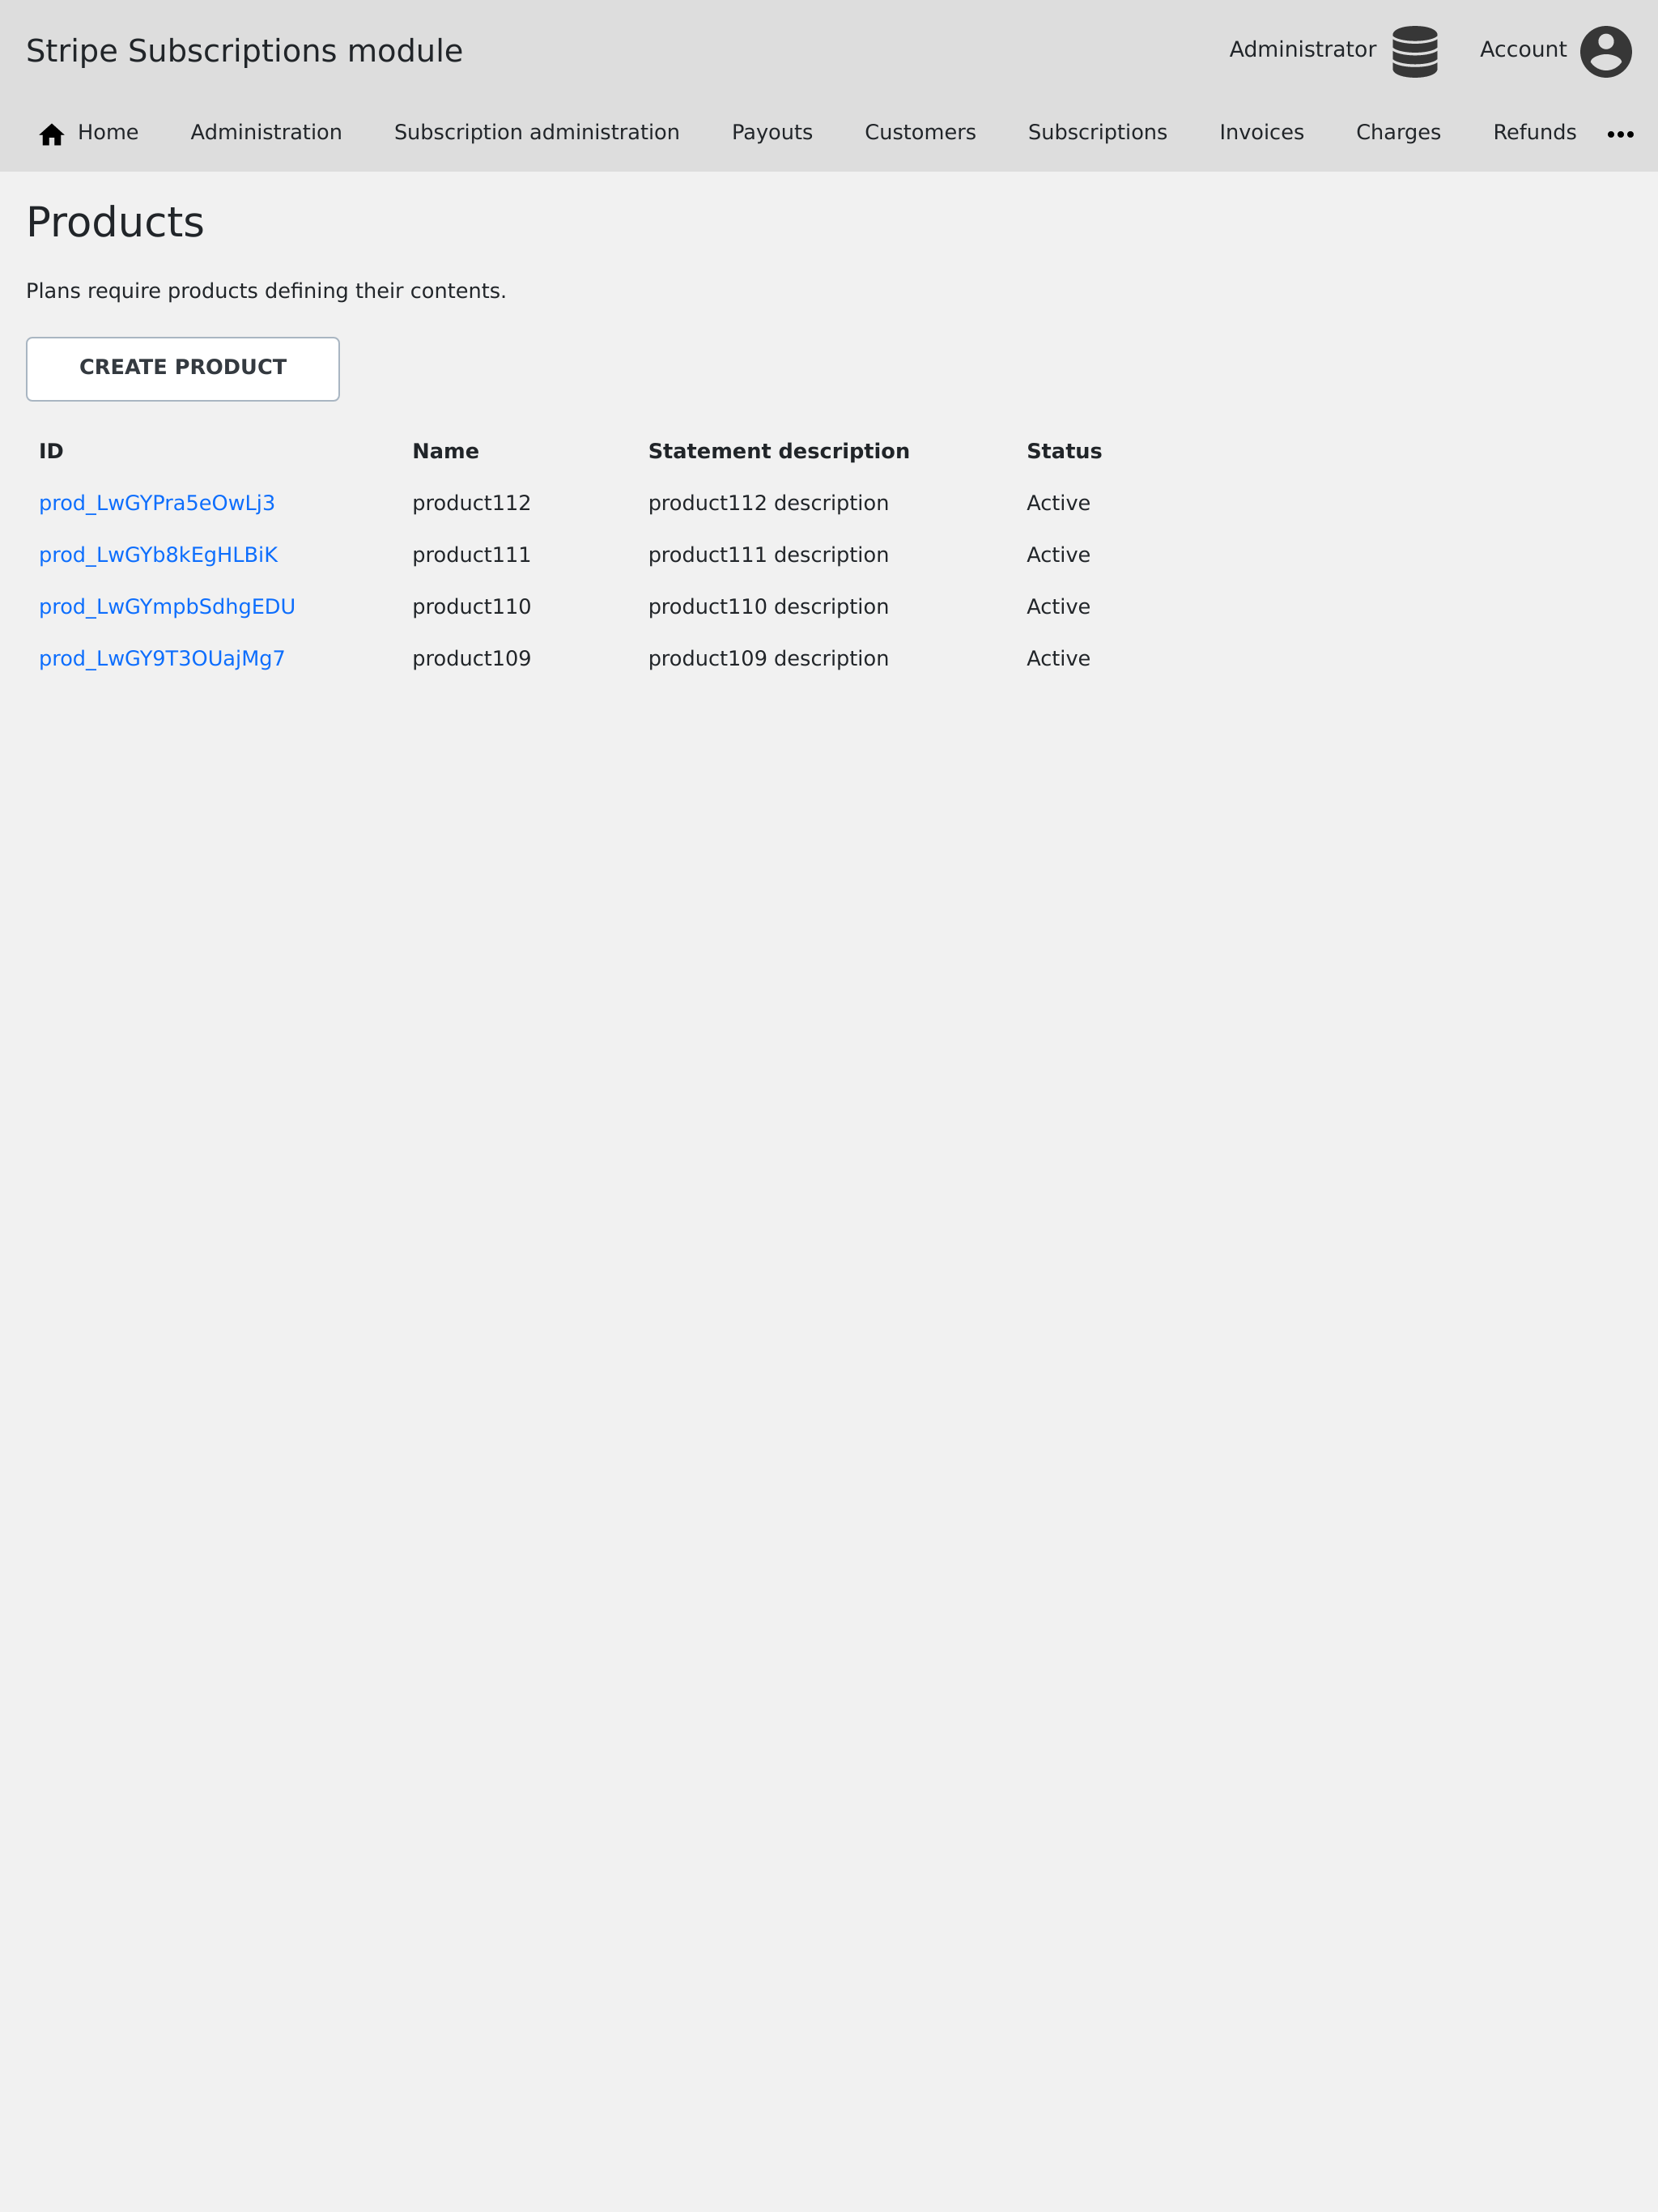 Stripe Subscriptions module Administrator Account
Home Administration Subscription administration Payouts Customers Subscriptions Invoices Charges Refunds
Products
Plans require products defining their contents.
CREATE PRODUCT
ID Name Statement description Status
prod_LwGYPra5eOwLj3 product112 product112 description Active
prod_LwGYb8kEgHLBiK product111 product111 description Active
prod_LwGYmpbSdhgEDU product110 product110 description Active
prod_LwGY9T3OUajMg7 product109 product109 description Active